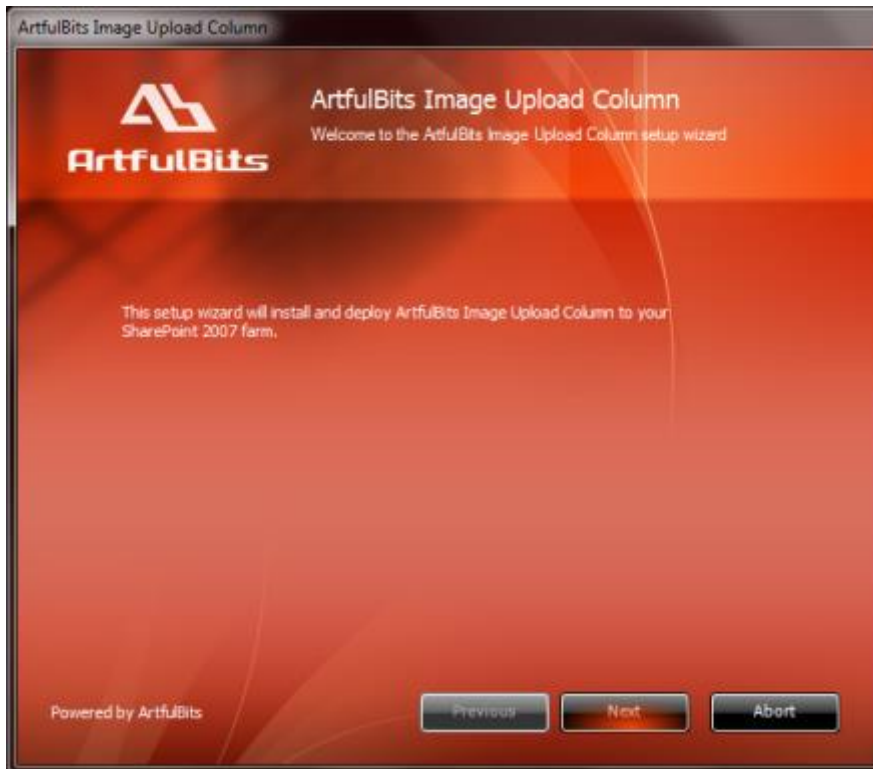 ArtfulBits Image Upload Column
ArtfulBits
ArtfulBits Image Upload Column
Welcome to the ArtfulBits Image Upload Column setup wizard
This setup wizard will install and deploy ArtfulBits Image Upload Column to your
SharePoint 2007 farm.
Powered by ArtfulBits
Previous
Next
Abort